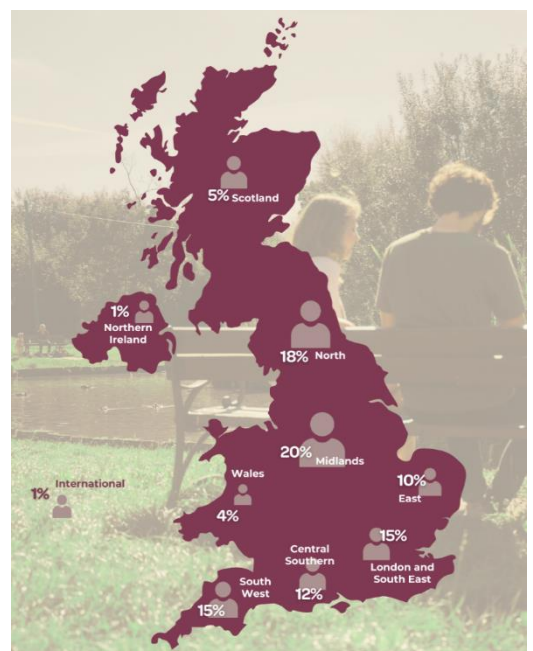 5% Scotland
1%
Northern
Ireland
18% North
20% Midlands
Wales
4%
10%
East
1% International
15%
London and
South East
Central
Southern
12%
South
West
15%